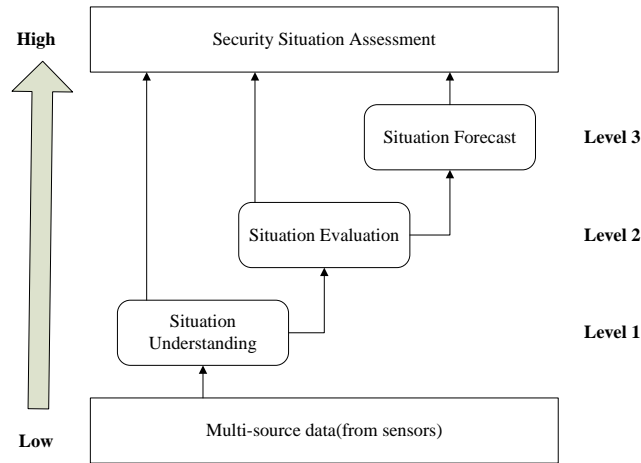 High
Security Situation Assessment
Situation Forecast
Level 3
Situation Evaluation
Level 2
Situation
Understanding
Level 1
Multi-source data(from sensors)
Low